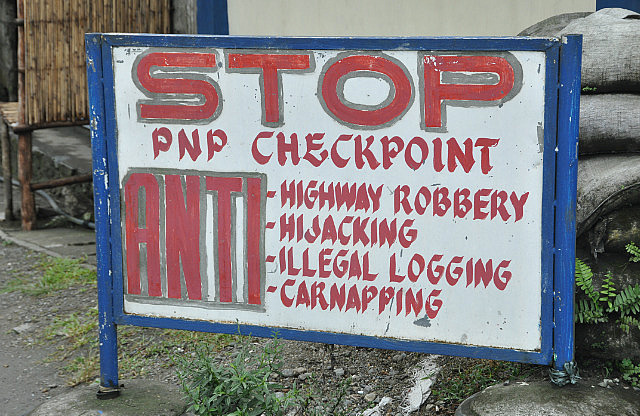 STOP
PNP CHECKPOINT
ANTI
-HIGHWAY ROBBERY
-HIJACKING
-ILLEGAL LOGGING
-CARNAPPING